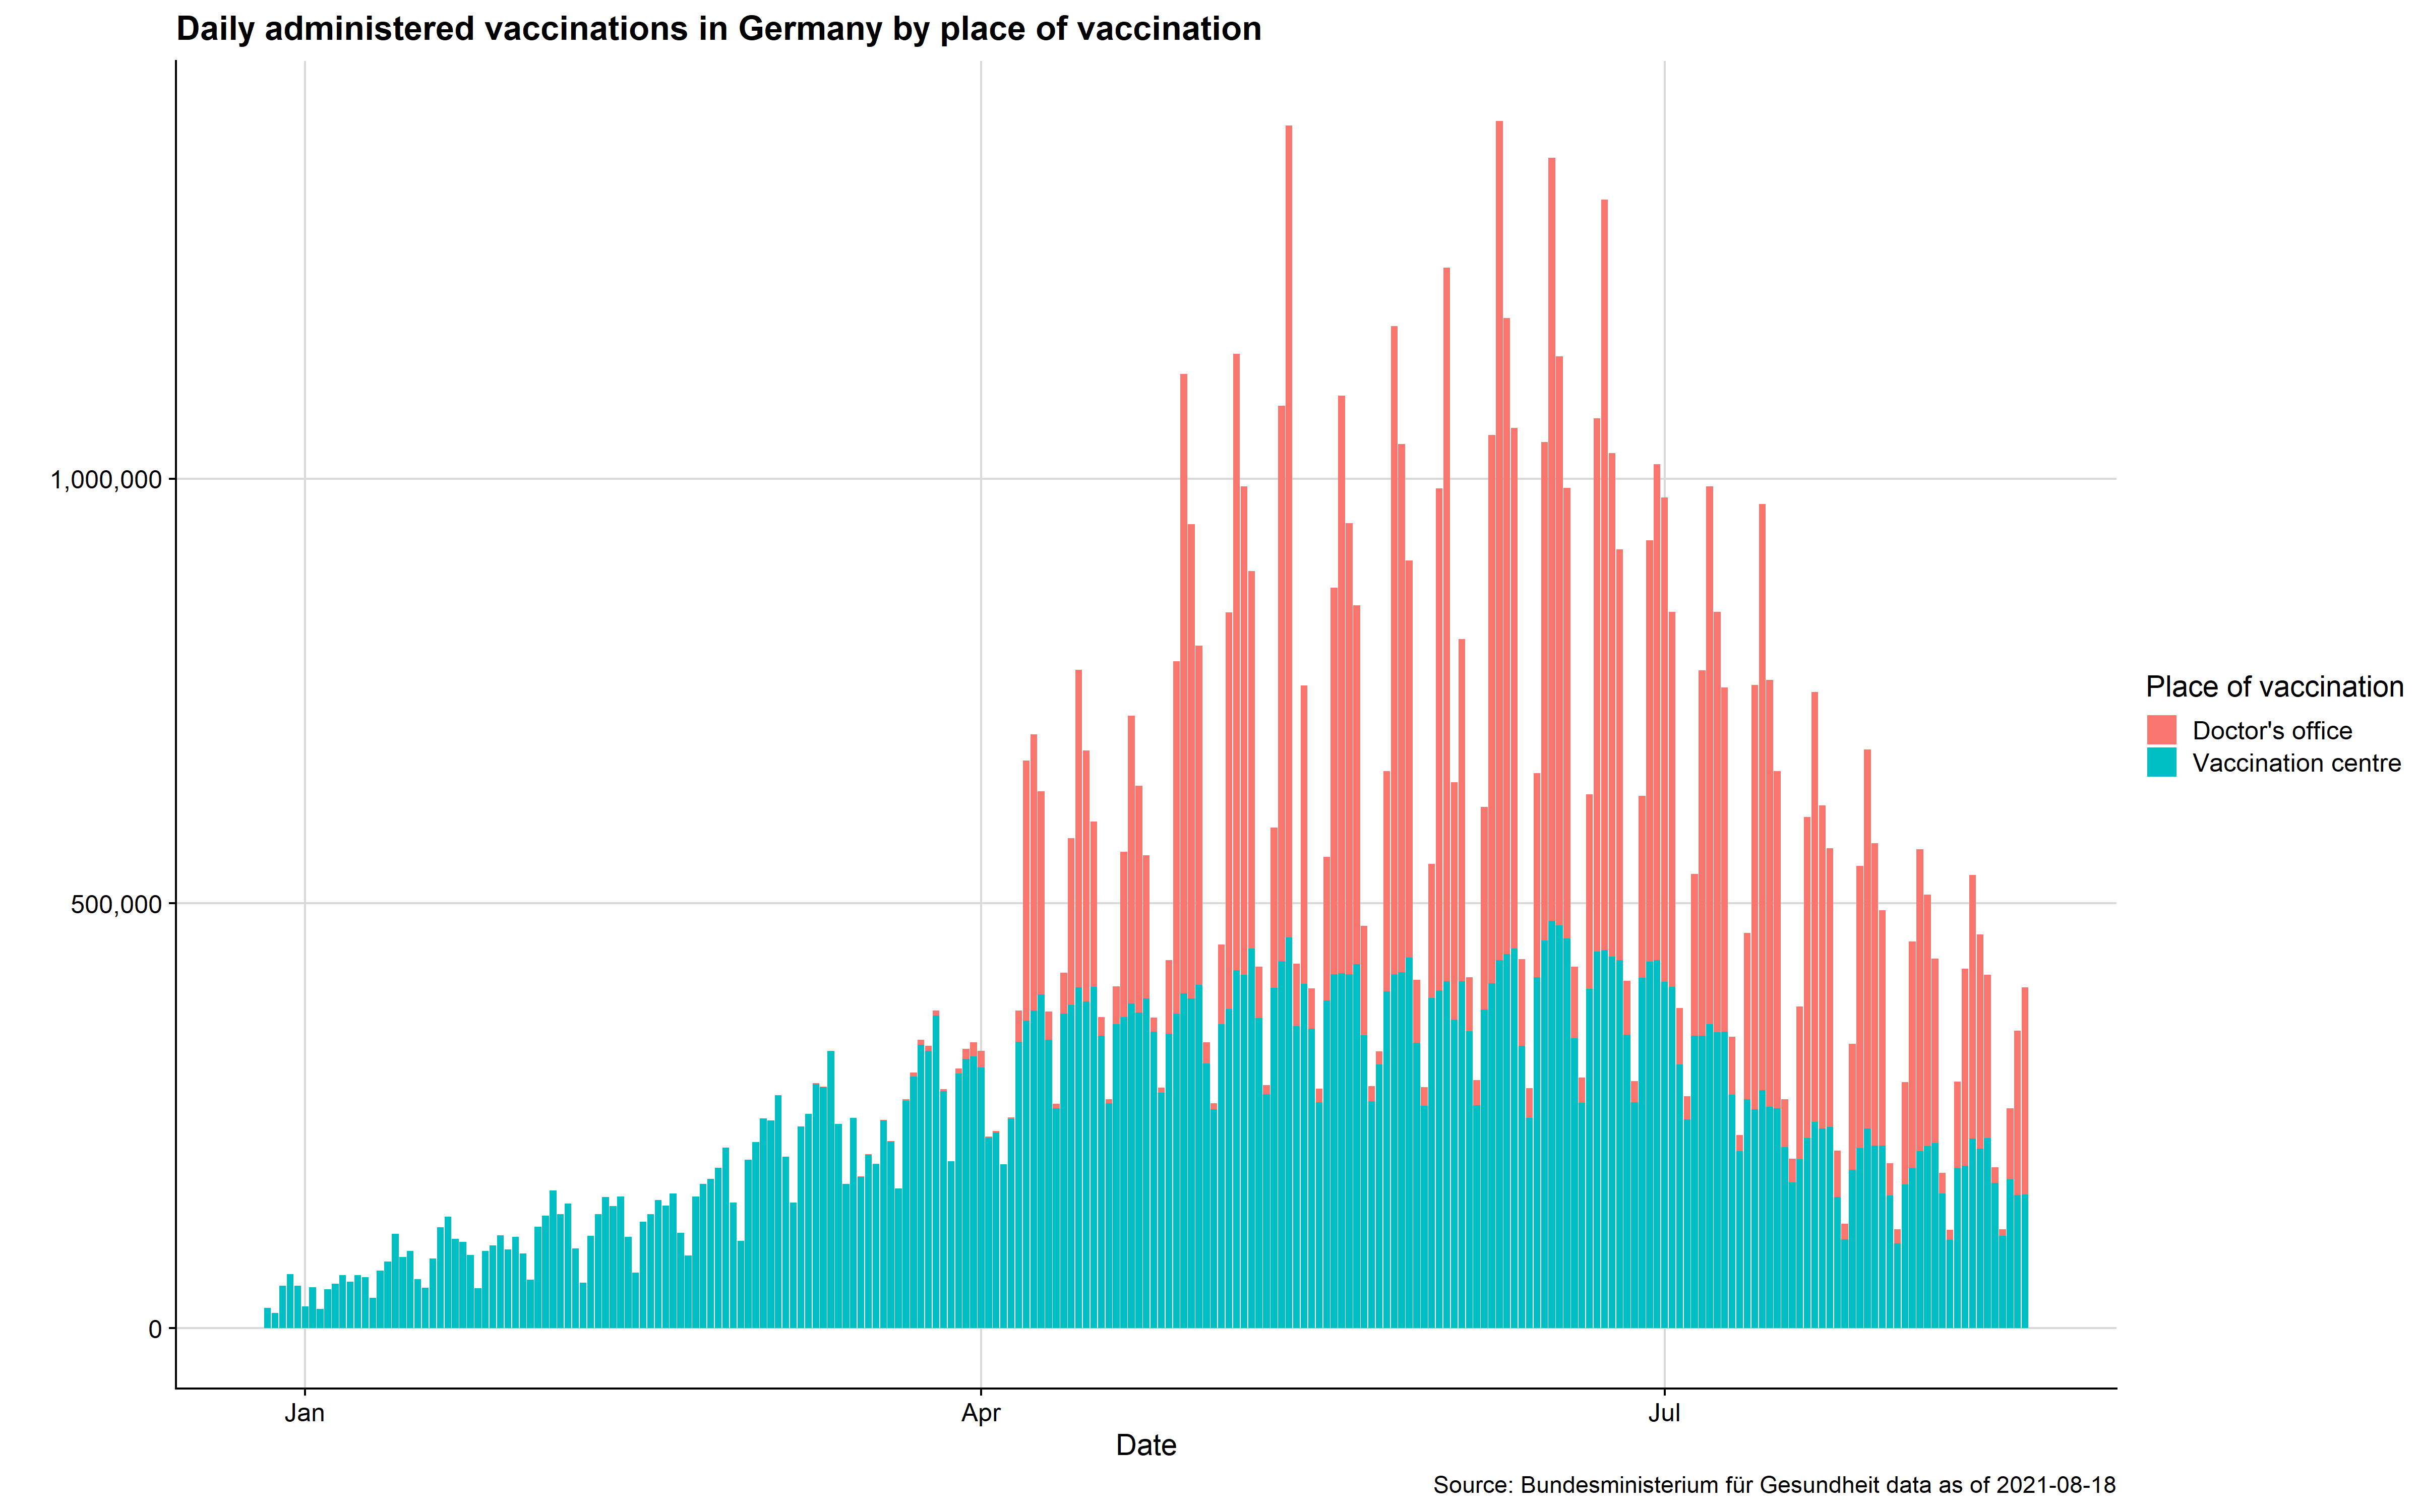 Daily administered vaccinations in Germany by place of vaccination
1,000,000
500,000
0
Jan
Apr
Jul
Date
Place of vaccination
Doctor's office
Vaccination centre
Source: Bundesministerium für Gesundheit data as of 2021-08-18